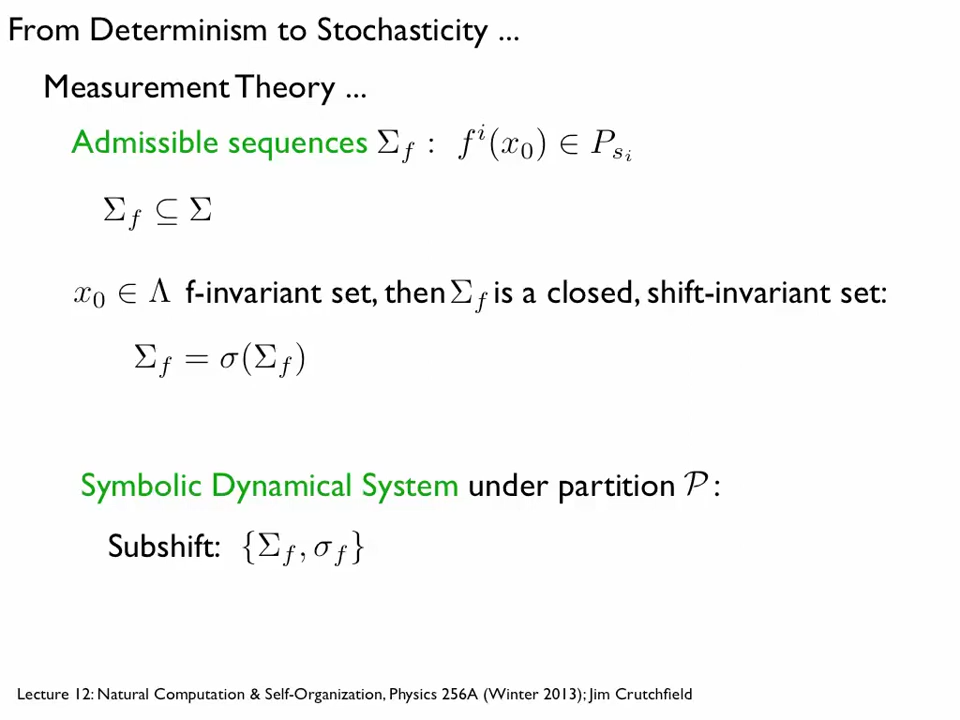 From Determinism to Stochasticity ...
Measurement Theory ...
Admissible sequences Σ_f : f^i(x_0) ∈ P_{s_i}
Σ_f ⊆ Σ
x_0 ∈ Λ f-invariant set, then Σ_f is a closed, shift-invariant set:
Σ_f = σ(Σ_f)
Symbolic Dynamical System under partition 𝒫:
Subshift: {Σ_f, σ_f}
Lecture 12: Natural Computation & Self-Organization, Physics 256A (Winter 2013); Jim Crutchfield